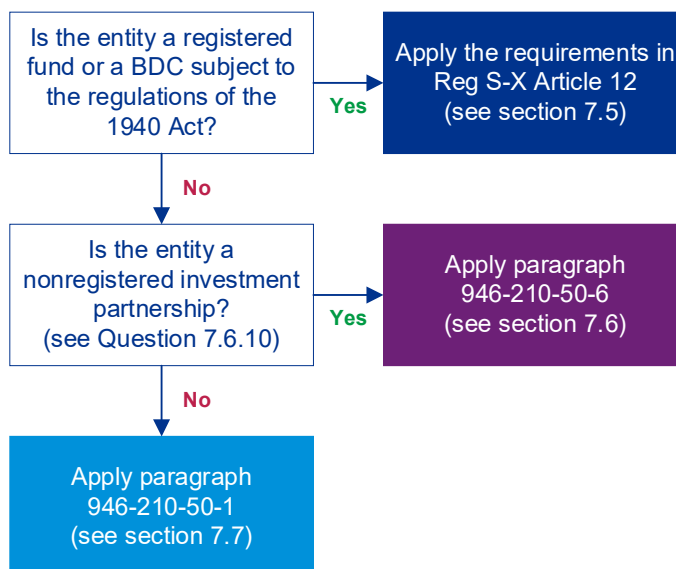 Is the entity a registered
fund or a BDC subject to
the regulations of the
1940 Act?
Yes
Apply the requirements in
Reg S-X Article 12
(see section 7.5)
No
Is the entity a
nonregistered investment
partnership?
(see Question 7.6.10)
Yes
Apply paragraph
946-210-50-6
(see section 7.6)
No
Apply paragraph
946-210-50-1
(see section 7.7)